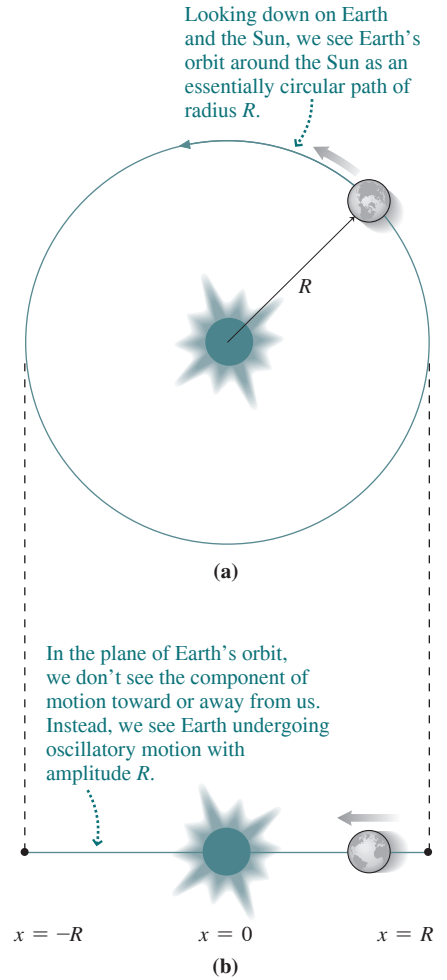 Looking down on Earth
and the Sun, we see Earth's
orbit around the Sun as an
essentially circular path of
radius R.
R
(a)
In the plane of Earth's orbit,
we don't see the component of
motion toward or away from us.
Instead, we see Earth undergoing
oscillatory motion with
amplitude R.
x = −R x = 0 x = R
(b)